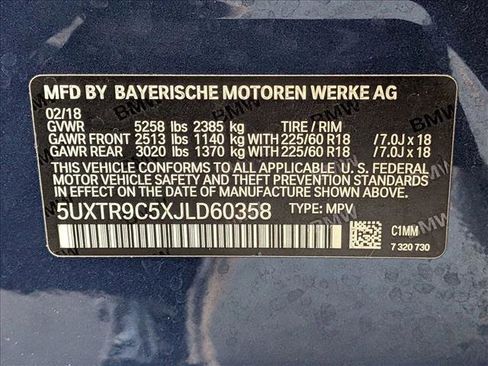 MFD BY BAYERISCHE MOTOREN WERKE AG
02/18
GVWR 5258 lbs 2385 kg TIRE / RIM
GAWR FRONT 2513 lbs 1140 kg WITH 225/60 R18 /7.0J x 18
GAWR REAR 3020 lbs 1370 kg WITH 225/60 R18 /7.0J x 18
THIS VEHICLE CONFORMS TO ALL APPLICABLE U. S. FEDERAL
MOTOR VEHICLE SAFETY AND THEFT PREVENTION STANDARDS
IN EFFECT ON THE DATE OF MANUFACTURE SHOWN ABOVE.
5UXTR9C5XJLD60358 TYPE: MPV
C1MM
7 320 730